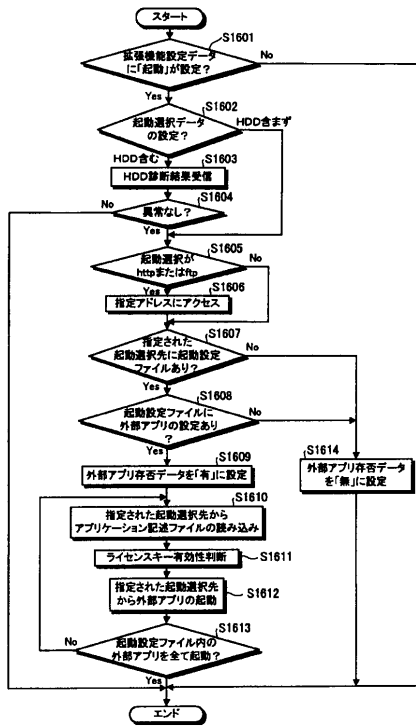 スタート
S1601
拡張機能設定データ
に「起動」が設定?
No
Yes
S1602
起動選択データ
の設定?
HDD含まず
HDD含む
S1603
HDD診断結果受信
No
S1604
異常なし?
Yes
S1605
起動選択が
httpまたはftp
No
Yes
S1606
指定アドレスにアクセス
S1607
指定された
起動選択先に起動設定
ファイルあり?
No
Yes
S1608
起動設定ファイルに
外部アプリの設定あり
?
No
Yes
S1609
外部アプリ存否データを「有」に設定
S1614
外部アプリ存否データ
を「無」に設定
S1610
指定された起動選択先から
アプリケーション記述ファイルの読み込み
ライセンスキー有効性判断
S1611
指定された起動選択先
から外部アプリの起動
S1612
S1613
No
起動設定ファイル内の
外部アプリを全て起動?
Yes
エンド